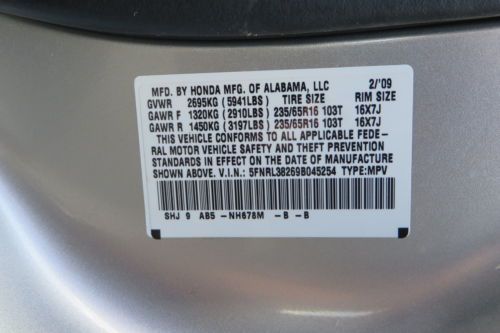 MFD. BY HONDA MFG. OF ALABAMA, LLC 2/'09
GVWR 2695KG (5941LBS) TIRE SIZE RIM SIZE
GAWR F 1320KG (2910LBS) 235/65R16 103T 16X7J
GAWR R 1450KG (3197LBS) 235/65R16 103T 16X7J
THIS VEHICLE CONFORMS TO ALL APPLICABLE FEDE-
RAL MOTOR VEHICLE SAFETY AND THEFT PREVENTION
STANDARDS IN EFFECT ON THE DATE OF MANUFACTURE
SHOWN ABOVE. V.I.N.: 5FNRL38269B045254 TYPE:MPV
SHJ 9 AB5 -NH678M -B -B